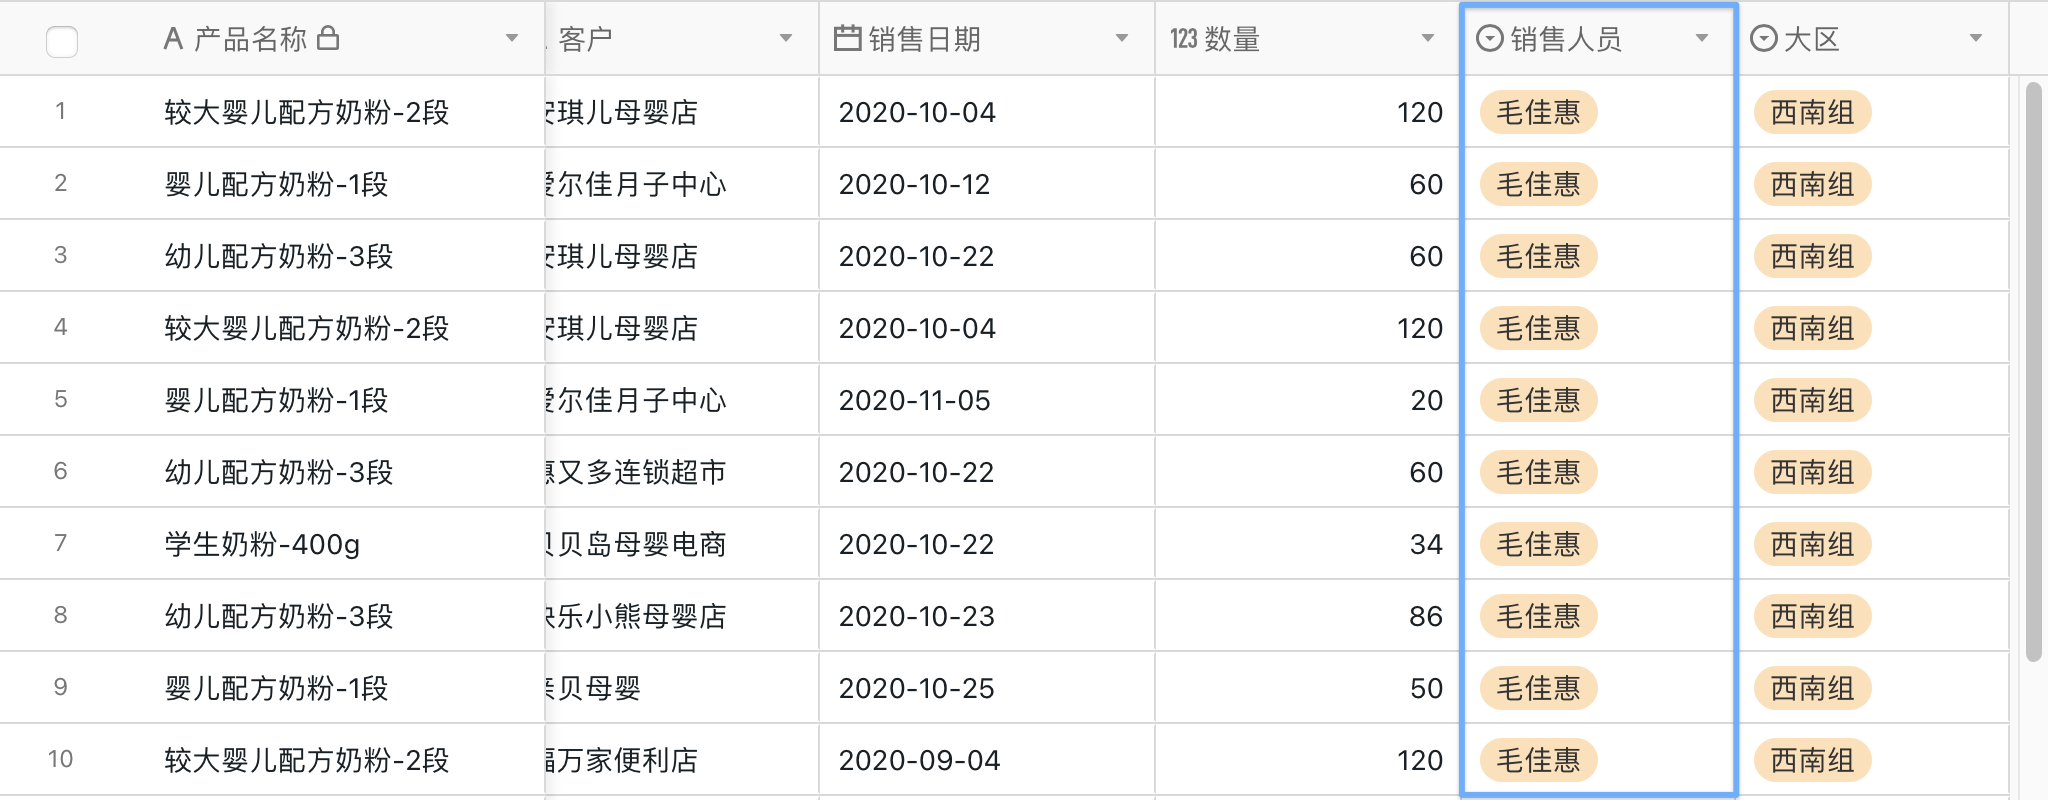 产品名称 客户 销售日期 123 数量 销售人员 大区
1 较大婴儿配方奶粉-2段 琪儿母婴店 2020-10-04 120 毛佳惠 西南组
2 婴儿配方奶粉-1段 尔佳月子中心 2020-10-12 60 毛佳惠 西南组
3 幼儿配方奶粉-3段 琪儿母婴店 2020-10-22 60 毛佳惠 西南组
4 较大婴儿配方奶粉-2段 琪儿母婴店 2020-10-04 120 毛佳惠 西南组
5 婴儿配方奶粉-1段 尔佳月子中心 2020-11-05 20 毛佳惠 西南组
6 幼儿配方奶粉-3段 又多连锁超市 2020-10-22 60 毛佳惠 西南组
7 学生奶粉-400g 贝岛母婴电商 2020-10-22 34 毛佳惠 西南组
8 幼儿配方奶粉-3段 乐小熊母婴店 2020-10-23 86 毛佳惠 西南组
9 婴儿配方奶粉-1段 贝母婴 2020-10-25 50 毛佳惠 西南组
10 较大婴儿配方奶粉-2段 万家便利店 2020-09-04 120 毛佳惠 西南组